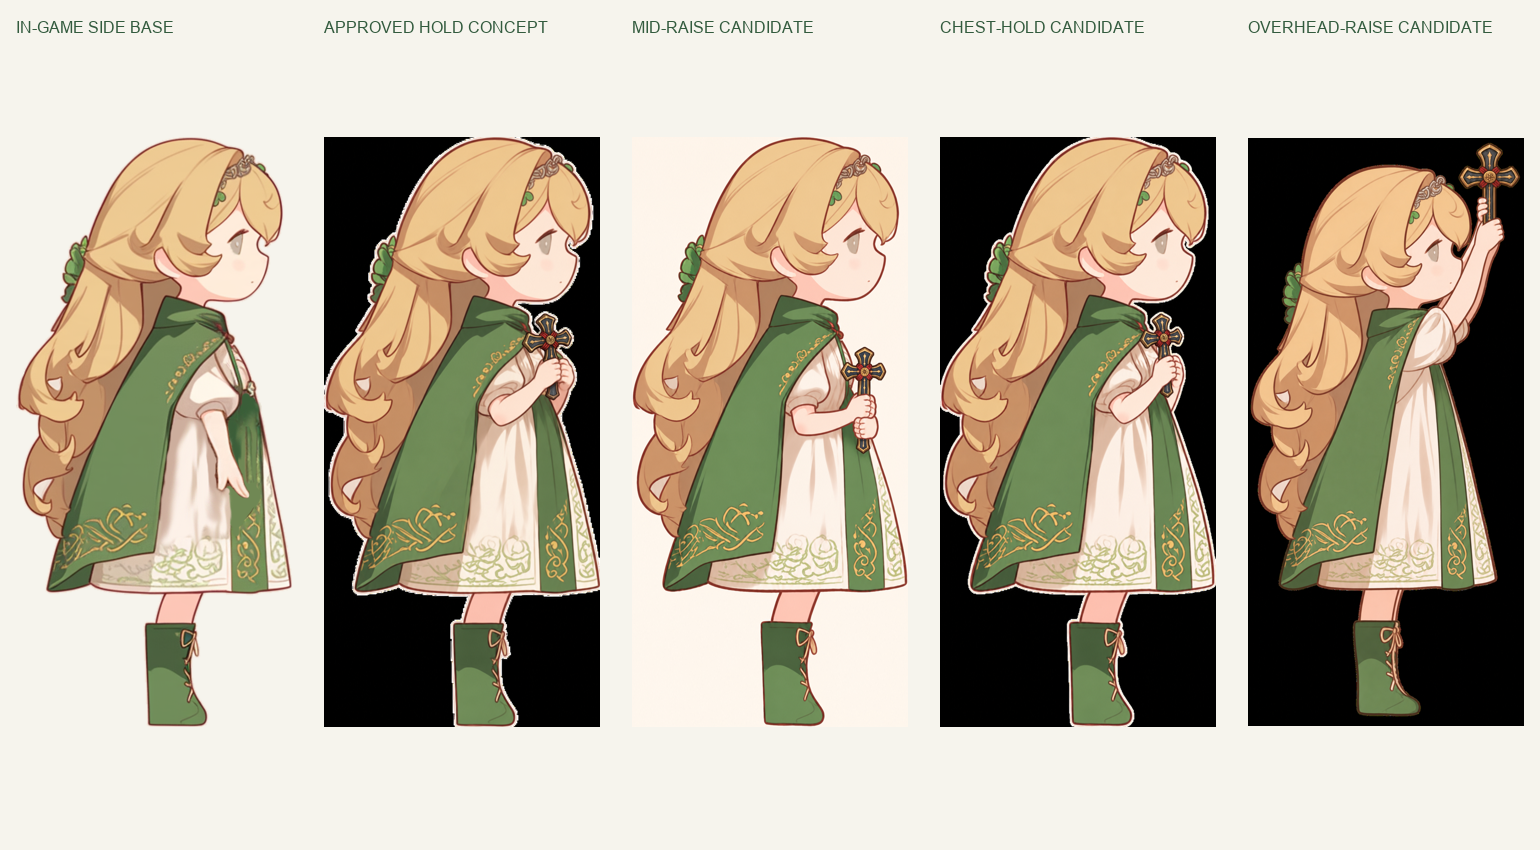 IN-GAME SIDE BASE
APPROVED HOLD CONCEPT
MID-RAISE CANDIDATE
CHEST-HOLD CANDIDATE
OVERHEAD-RAISE CANDIDATE